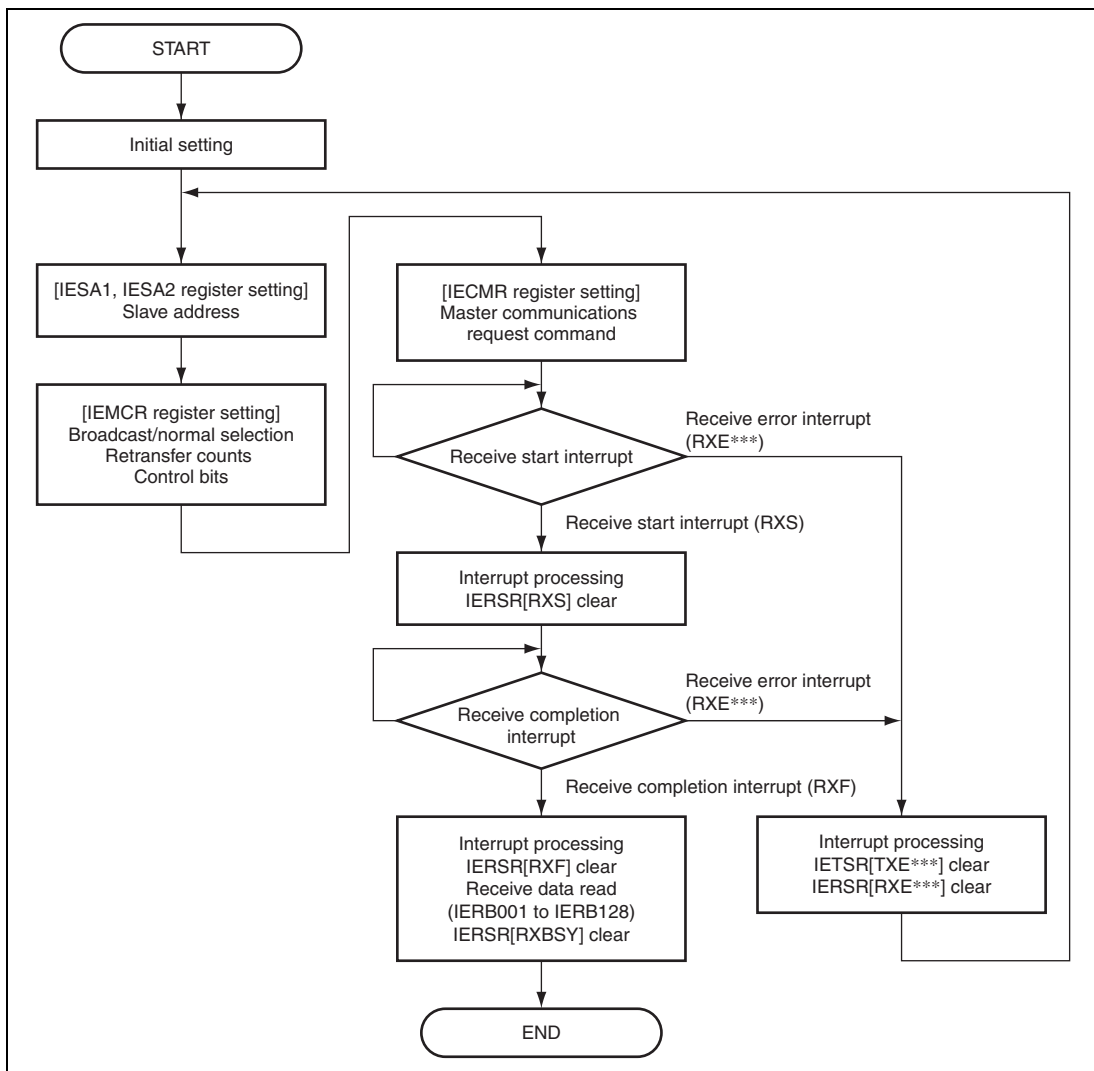 START
Initial setting
[IESA1, IESA2 register setting]
Slave address
[IEMCR register setting]
Broadcast/normal selection
Retransfer counts
Control bits
[IECMR register setting]
Master communications
request command
Receive start interrupt
Receive error interrupt
(RXE***)
Receive start interrupt (RXS)
Interrupt processing
IERSR[RXS] clear
Receive completion
interrupt
Receive error interrupt
(RXE***)
Receive completion interrupt (RXF)
Interrupt processing
IERSR[RXF] clear
Receive data read
(IERB001 to IERB128)
IERSR[RXBSY] clear
Interrupt processing
IETSR[TXE***] clear
IERSR[RXE***] clear
END